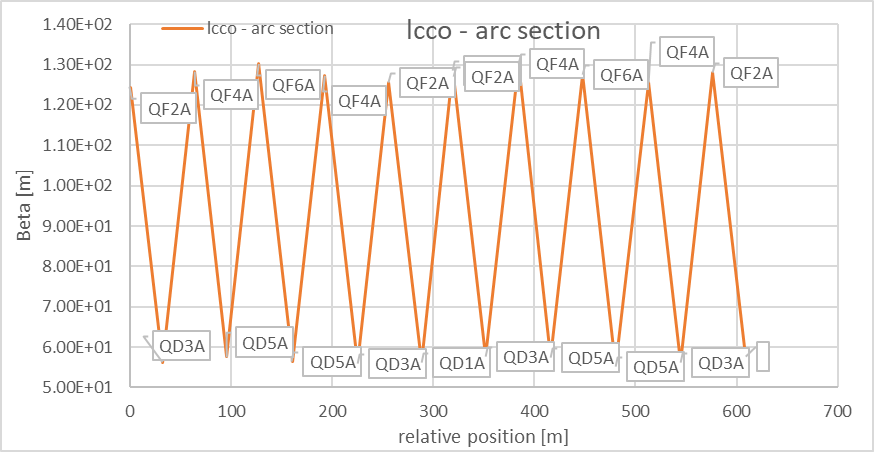 lcco - arc section
lcco - arc section
1.40E+02
1.30E+02
1.20E+02
1.10E+02
1.00E+02
9.00E+01
8.00E+01
7.00E+01
6.00E+01
5.00E+01
Beta [m]
QF2A
QF4A
QF6A
QF4A
QF2A
QF2A
QF4A
QF6A
QF4A
QF2A
QD3A
QD5A
QD5A
QD3A
QD1A
QD3A
QD5A
QD5A
QD3A
0
100
200
300
400
500
600
700
relative position [m]